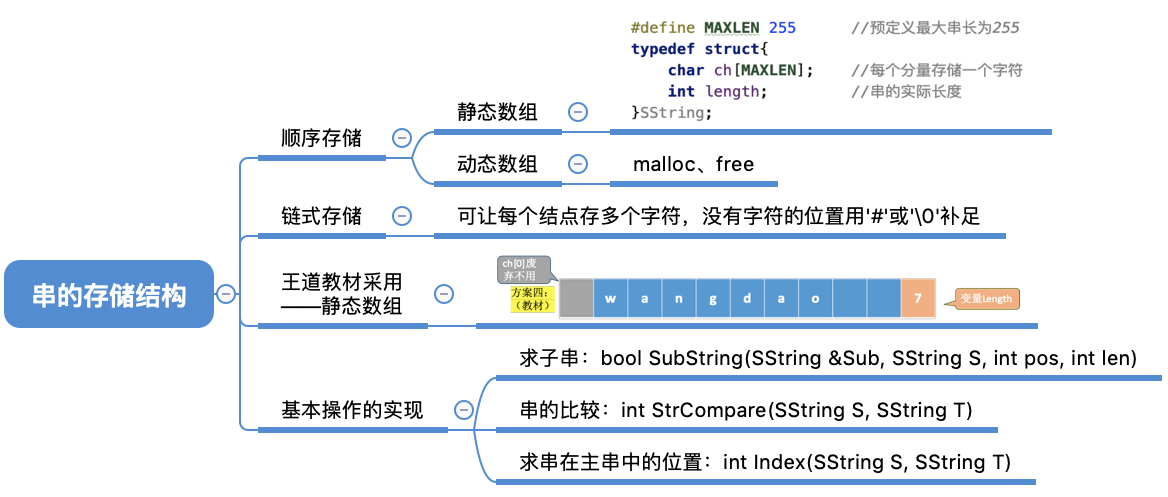 串的存储结构
顺序存储
静态数组
#define MAXLEN 255 //预定义最大串长为255
typedef struct{
char ch[MAXLEN]; //每个分量存储一个字符
int length; //串的实际长度
}SString;
动态数组
malloc、free
链式存储
可让每个结点存多个字符，没有字符的位置用'#'或'\0'补足
王道教材采用
——静态数组
ch[0]废
弃不用
方案四：
（教材）
w a n g d a o 7
变量Length
基本操作的实现
求子串：bool SubString(SString &Sub, SString S, int pos, int len)
串的比较：int StrCompare(SString S, SString T)
求串在主串中的位置：int Index(SString S, SString T)